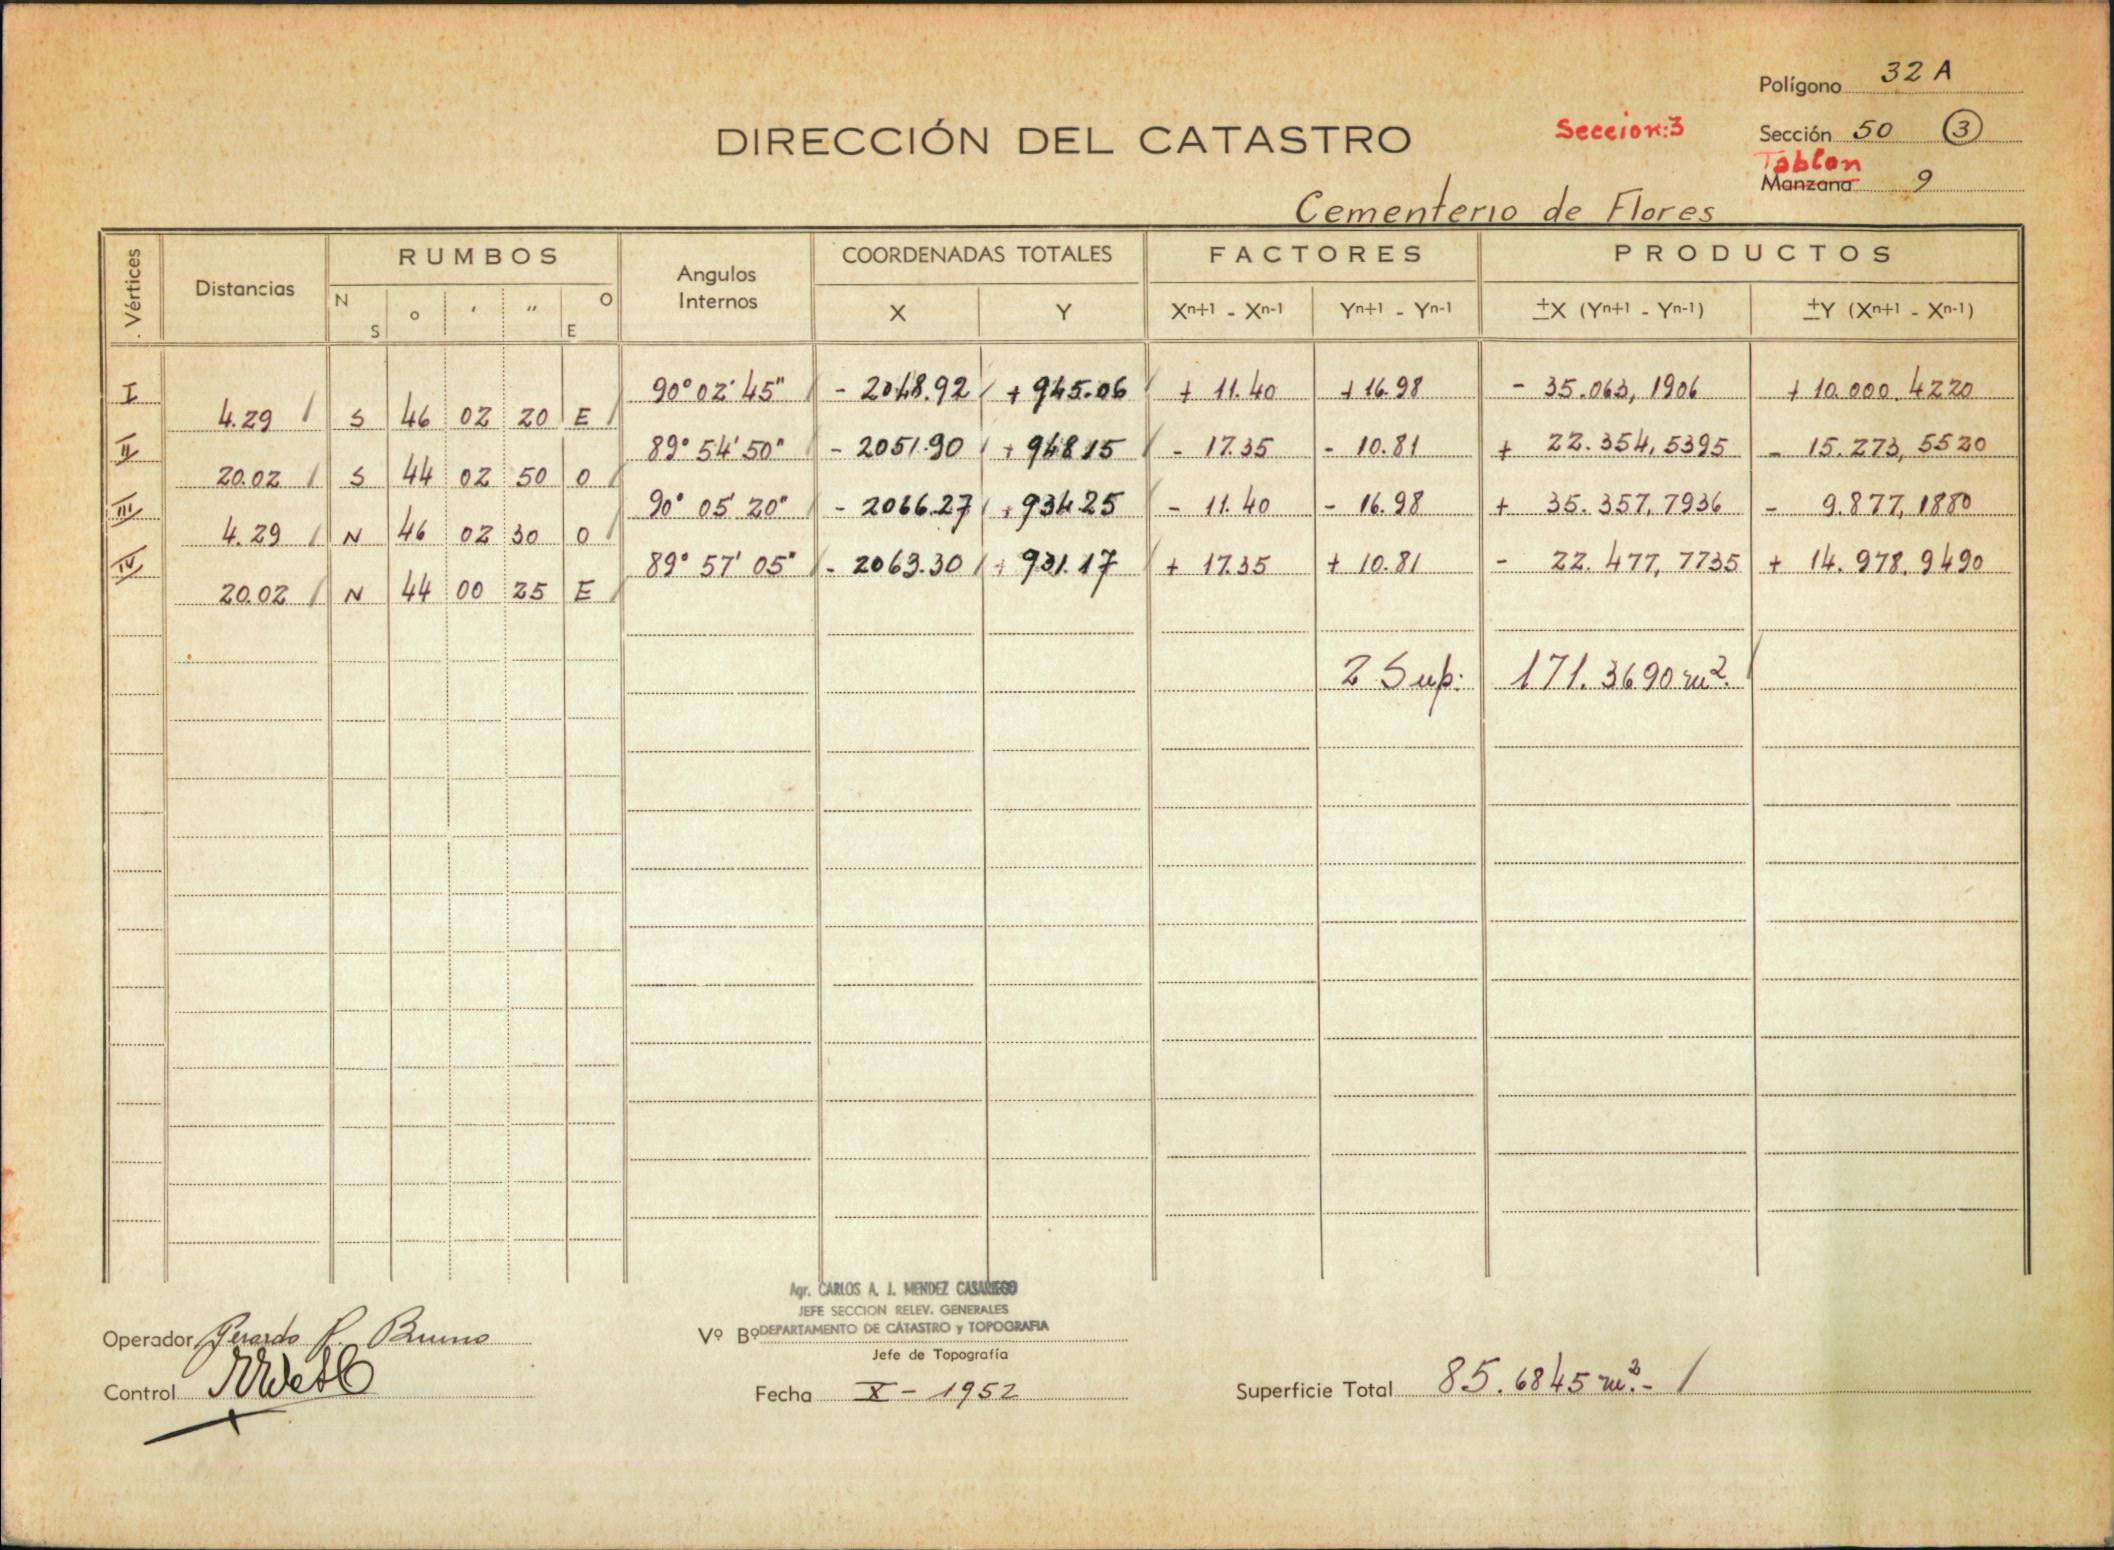 Polígono 32 A
DIRECCIÓN DEL CATASTRO
Seccion:3
Sección 50 (3)
Tablon
Manzana 9
Cementerio de Flores
Vértices Distancias RUMBOS Angulos Internos COORDENADAS TOTALES FACTORES PRODUCTOS
N S o ′ ″ O E X Y Xn+1 - Xn-1 Yn+1 - Yn-1 ±X (Yn+1 - Yn-1) ±Y (Xn+1 - Xn-1)
I 90° 02' 45" - 2048.92 + 945.06 + 11.40 + 16.98 - 35.063,1906 + 10.000.4220
4.29 S 46 02 20 E
II 89° 54' 50" - 2051.90 + 948.15 - 17.35 - 10.81 + 22.354,5395 - 15.273,5520
20.02 S 44 02 50 O
III 90° 05' 20" - 2066.27 + 934.25 - 11.40 - 16.98 + 35.357,7936 - 9.877,1880
4.29 N 46 02 30 O
IV 89° 57' 05" - 2063.30 + 931.17 + 17.35 + 10.81 - 22.477,7735 + 14.978.9490
20.02 N 44 00 25 E
2 Sup: 171.3690 m2.
Agr. CARLOS A. J. MENDEZ CASARIEGO
JEFE SECCION RELEV. GENERALES
Operador Gerardo P. Bruno Vº Bº DEPARTAMENTO DE CATASTRO y TOPOGRAFIA
Jefe de Topografía
Control Fecha X - 1952 Superficie Total 85.6845 m2.-